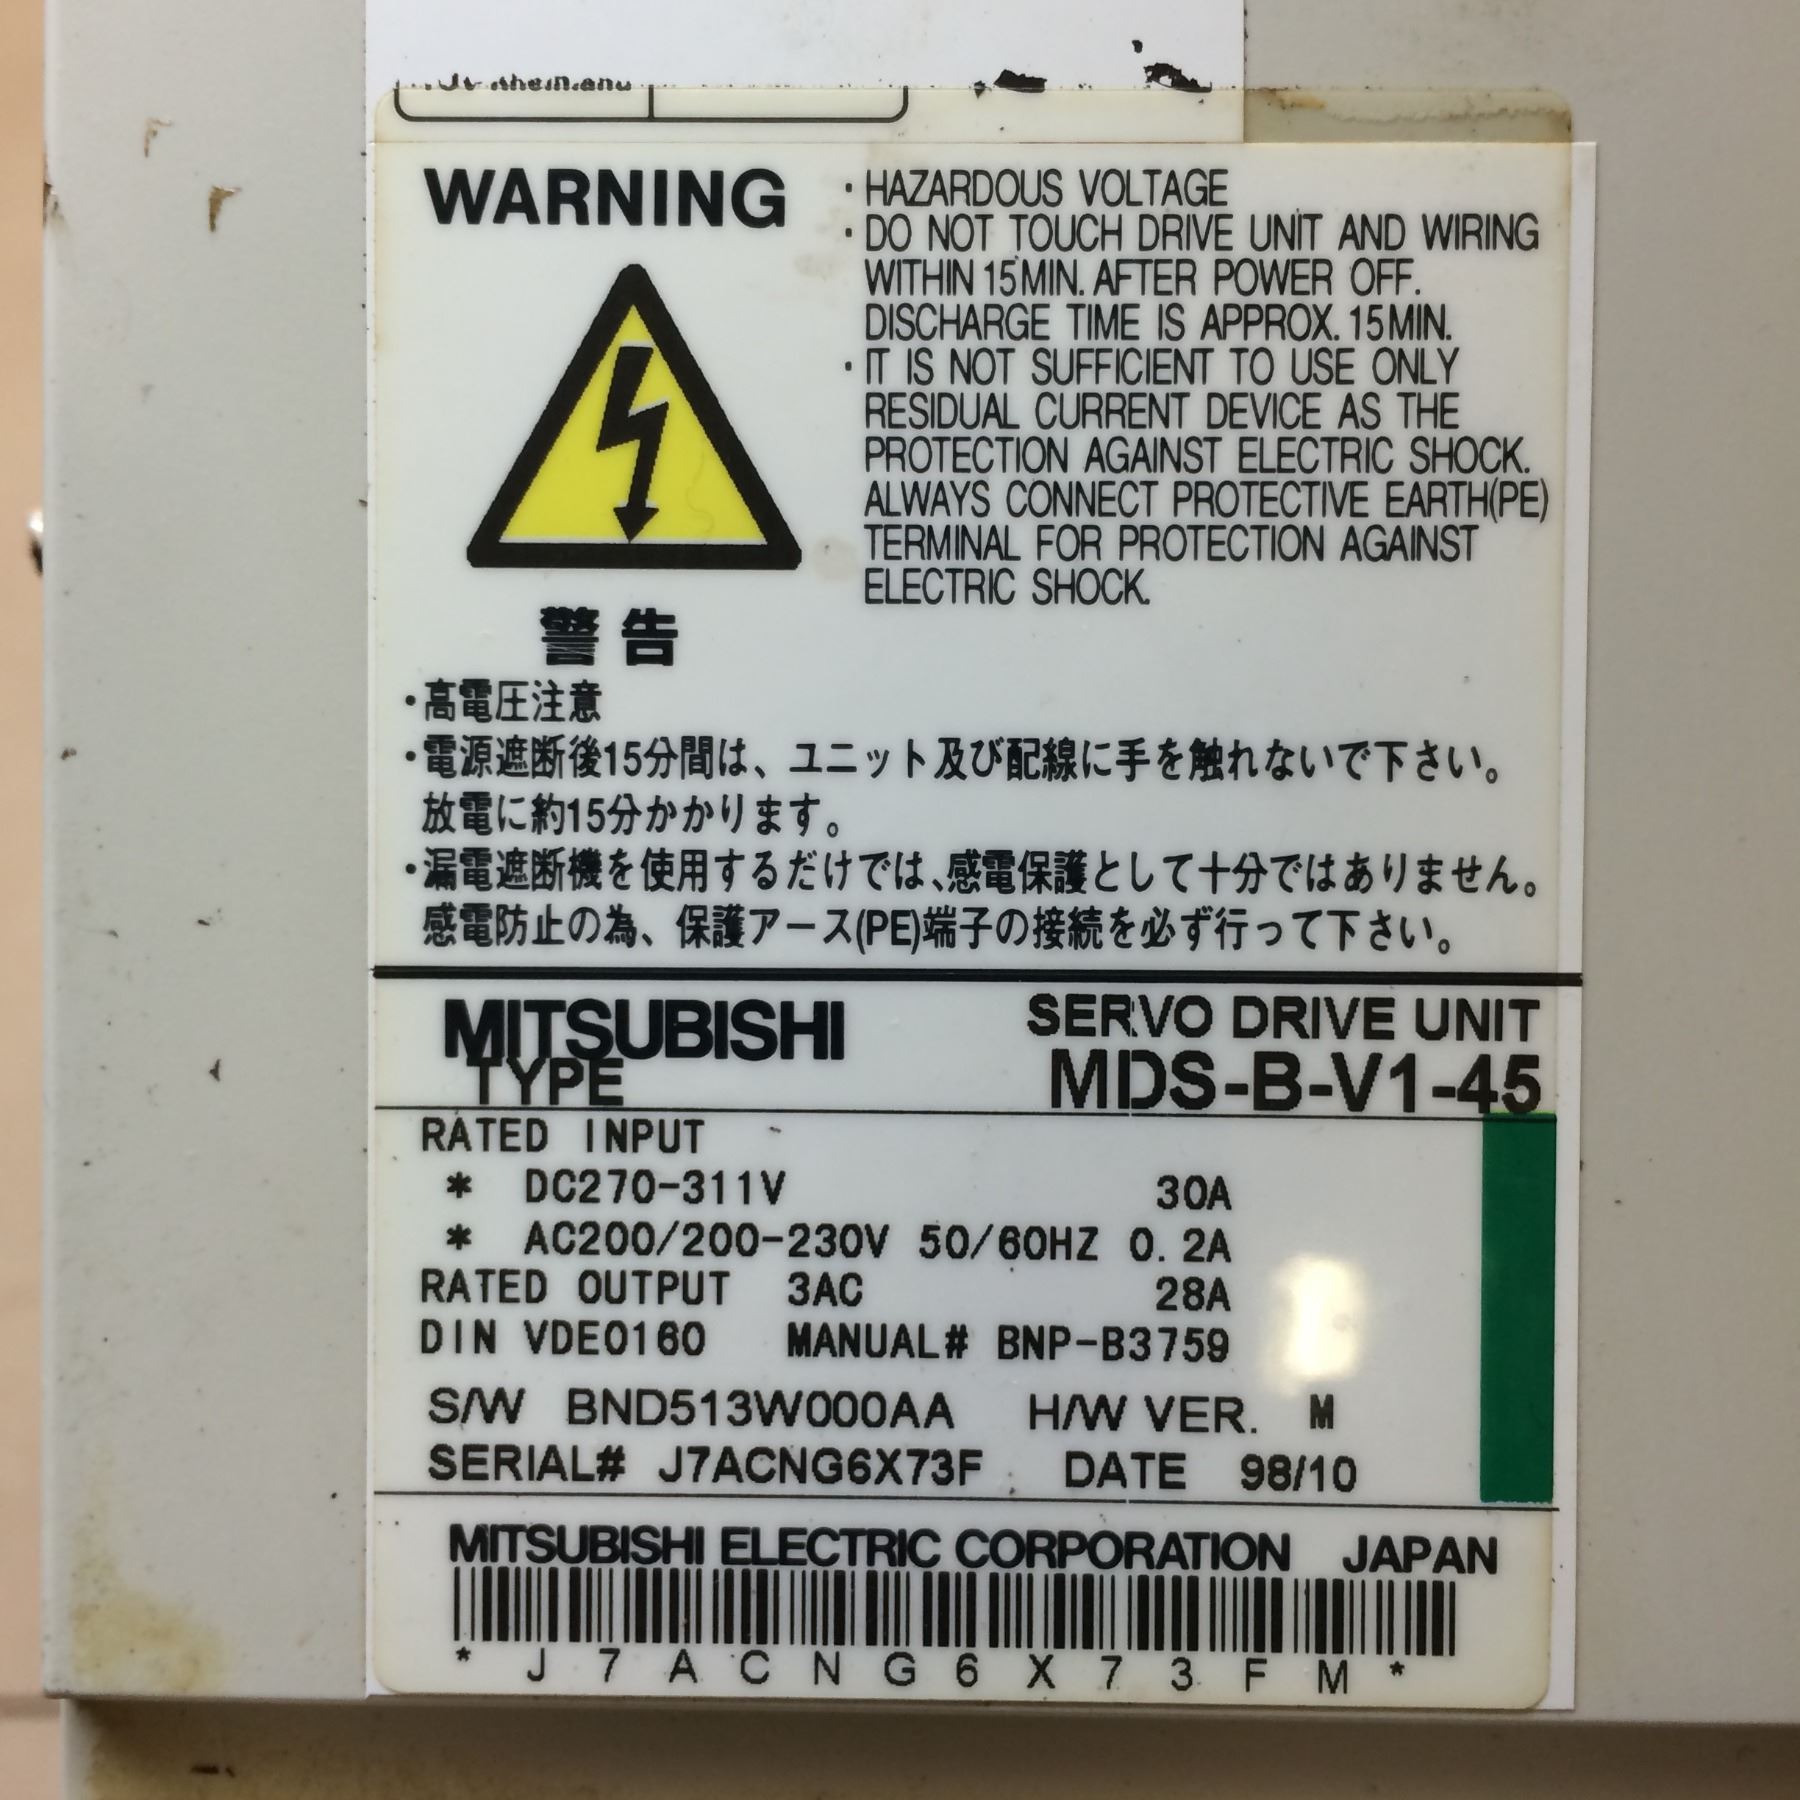 WARNING
・HAZARDOUS VOLTAGE
・DO NOT TOUCH DRIVE UNIT AND WIRING
WITHIN 15MIN. AFTER POWER OFF.
DISCHARGE TIME IS APPROX. 15MIN.
・IT IS NOT SUFFICIENT TO USE ONLY
RESIDUAL CURRENT DEVICE AS THE
PROTECTION AGAINST ELECTRIC SHOCK.
ALWAYS CONNECT PROTECTIVE EARTH(PE)
TERMINAL FOR PROTECTION AGAINST
ELECTRIC SHOCK.
警告
・高電圧注意
・電源遮断後15分間は、ユニット及び配線に手を触れないで下さい。
放電に約15分かかります。
・漏電遮断機を使用するだけでは、感電保護として十分ではありません。
感電防止の為、保護アース(PE)端子の接続を必ず行って下さい。
MITSUBISHI SERVO DRIVE UNIT
TYPE MDS-B-V1-45
RATED INPUT
* DC270-311V 30A
* AC200/200-230V 50/60HZ 0.2A
RATED OUTPUT 3AC 28A
DIN VDE0160 MANUAL# BNP-B3759
S/W BND513W000AA H/W VER. M
SERIAL# J7ACNG6X73F DATE 98/10
MITSUBISHI ELECTRIC CORPORATION JAPAN
* J 7 A C N G 6 X 7 3 F M *